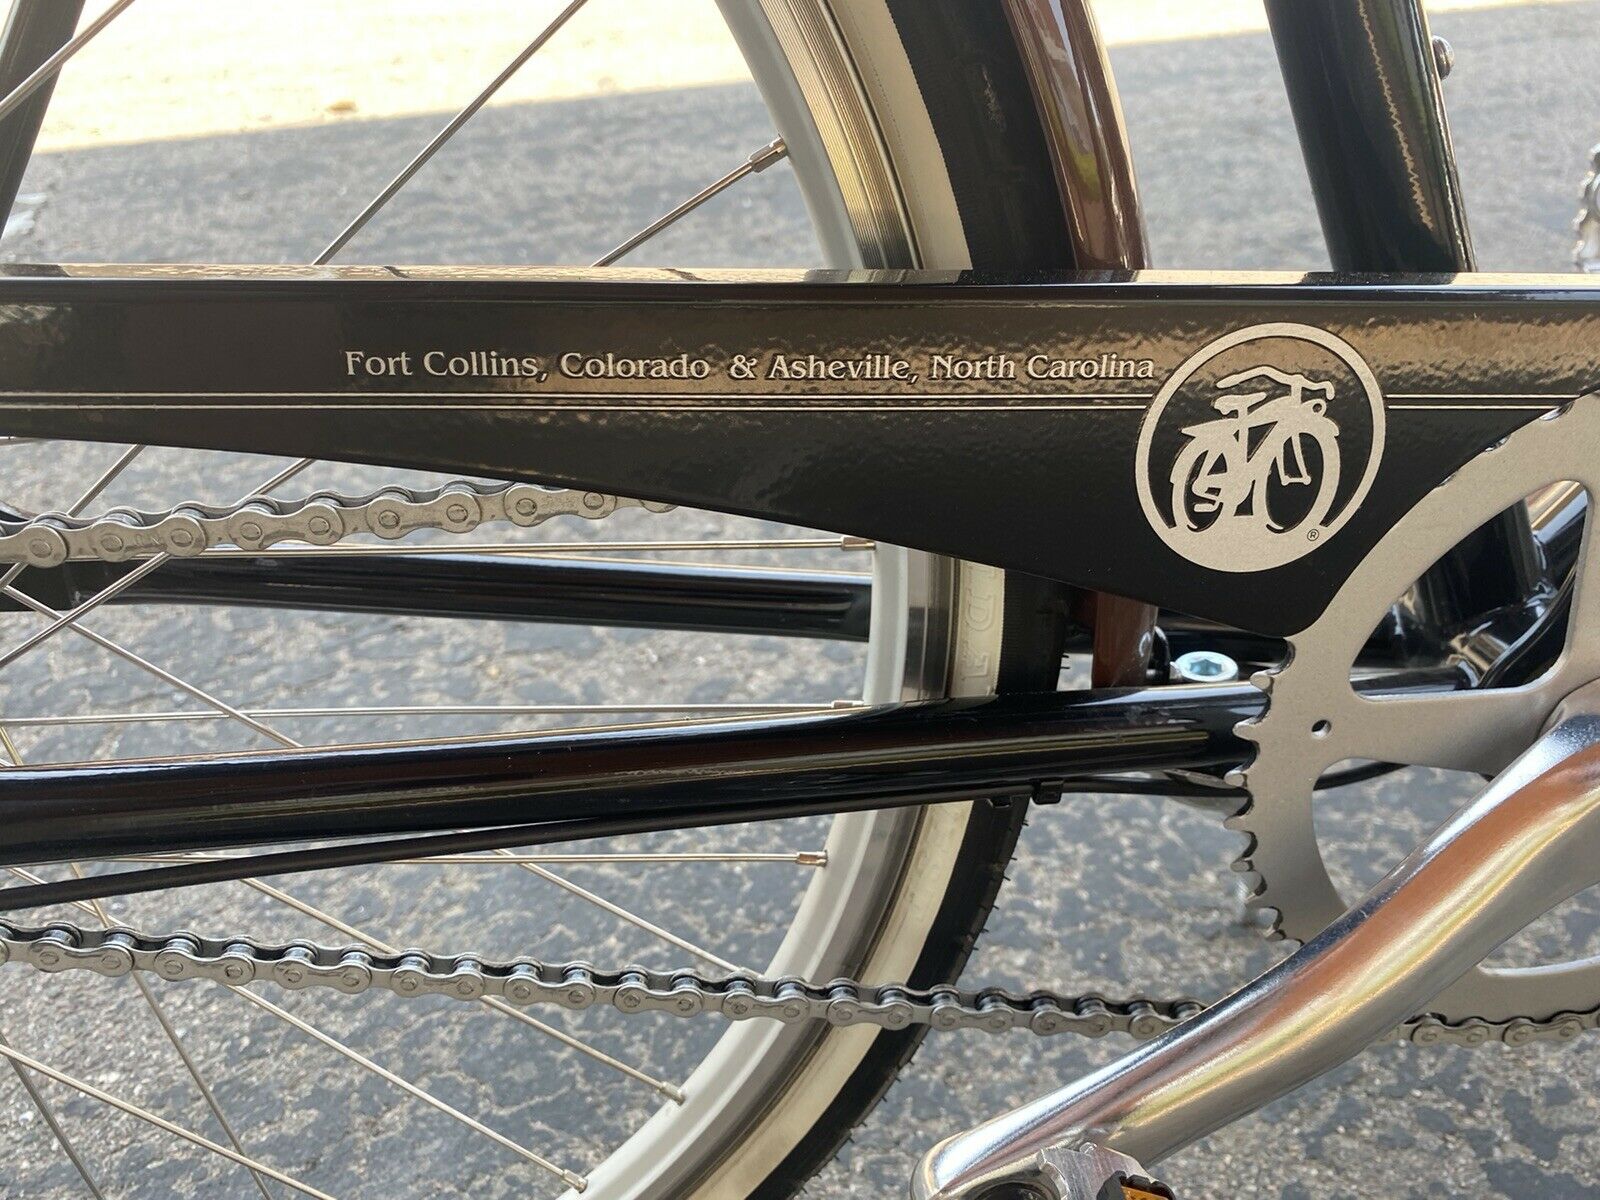 Fort Collins, Colorado & Asheville, North Carolina
®